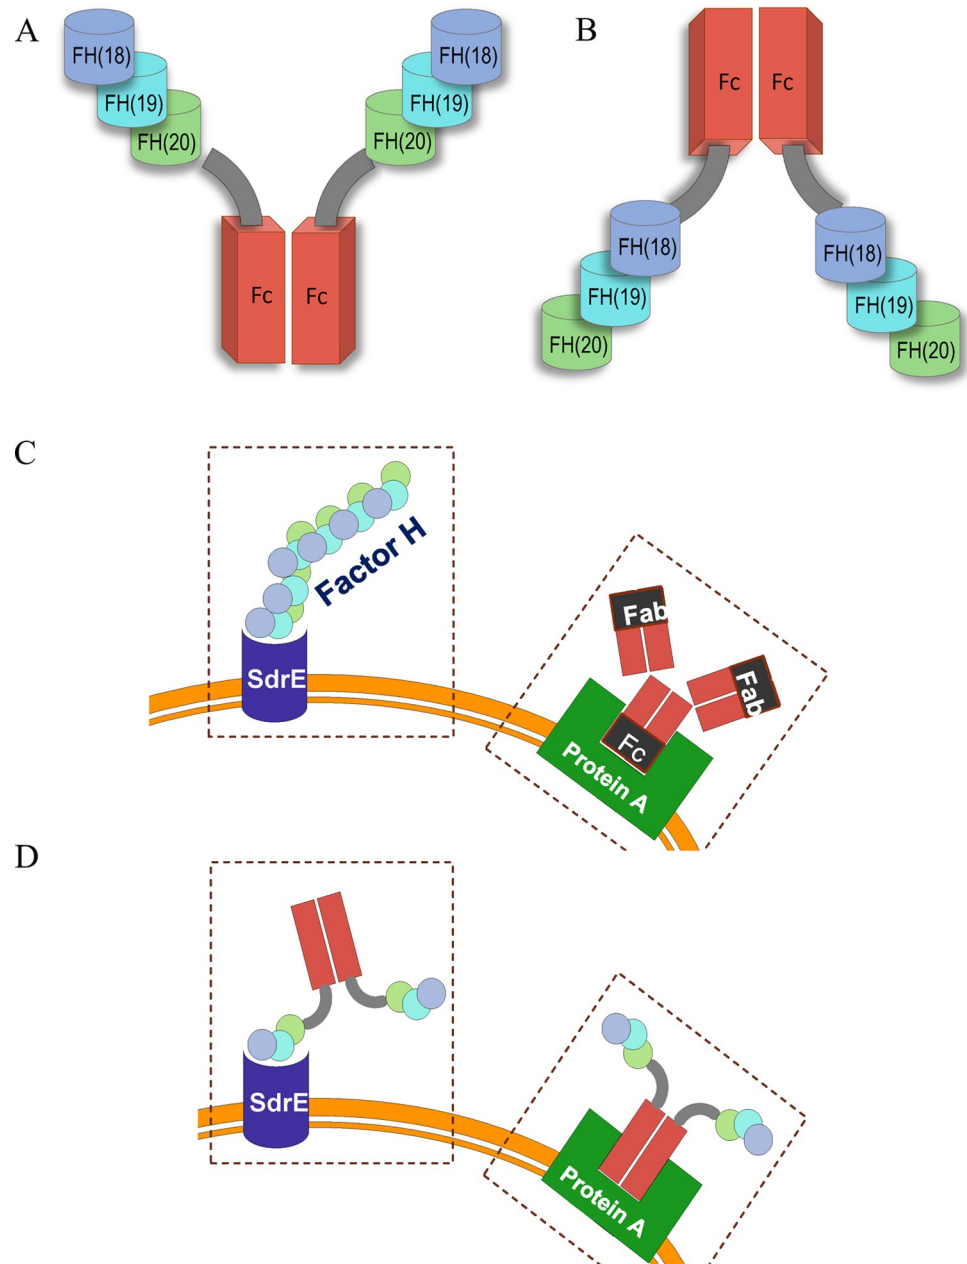 A
FH(18)
FH(18)
FH(19)
FH(19)
FH(20)
FH(20)
Fc
Fc
B
Fc
Fc
FH(18)
FH(18)
FH(19)
FH(19)
FH(20)
FH(20)
C
Factor H
SdrE
Fab
Fab
Fc
Protein A
D
SdrE
Protein A